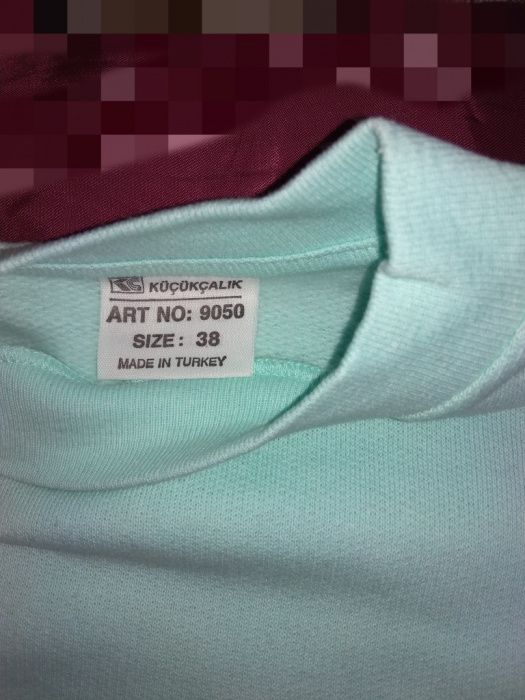 KÜÇÜKÇALIK
ART NO: 9050
SIZE: 38
MADE IN TURKEY